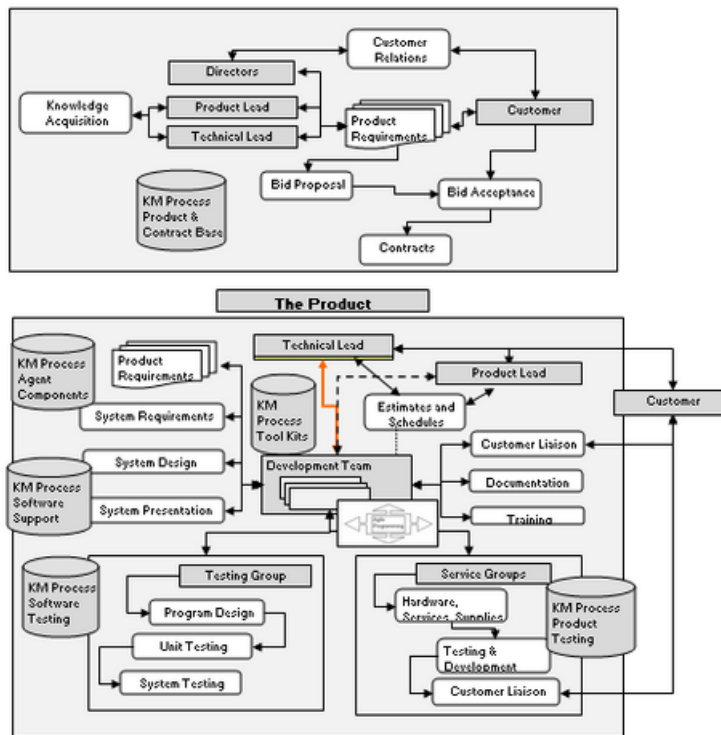 Customer
Relations
Directors
Knowledge
Acquisition
Product Lead
Technical Lead
Product
Requirements
Customer
Bid Proposal
Bid Acceptance
KM Process
Product &
Contract Base
Contracts
The Product
Technical Lead
KM Process
Agent
Components
Product
Requirements
Product Lead
KM
Process
Tool Kits
Estimates and
Schedules
Customer
System Requirements
Customer Liaison
System Design
Development Team
KM Process
Software
Support
Documentation
System Presentation
Training
Agile
Programming
KM Process
Software
Testing
Testing Group
Service Groups
KM Process
Product
Testing
Program Design
Hardware,
Services, Supplies
Unit Testing
Testing &
Development
System Testing
Customer Liaison